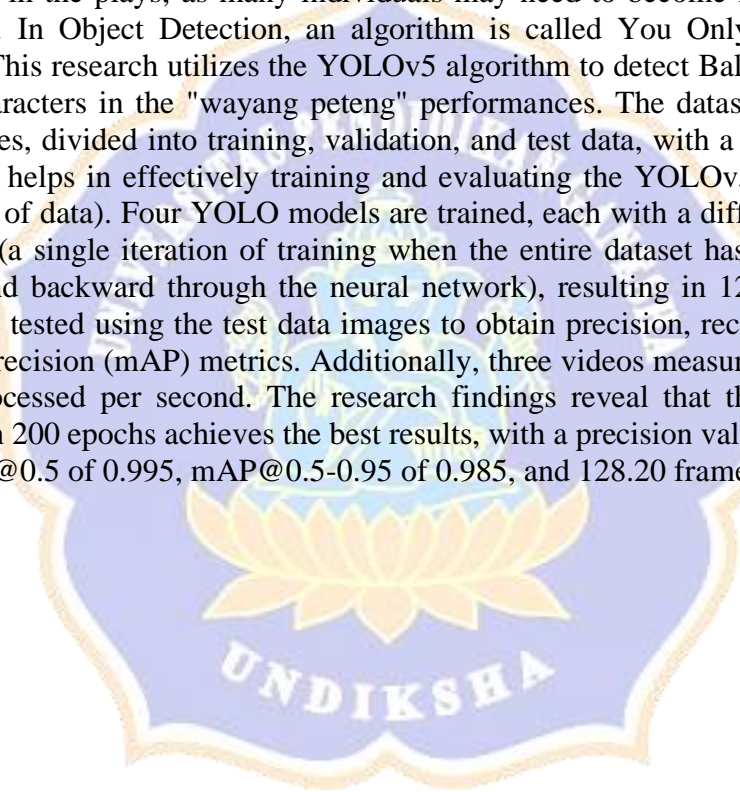 in the plays, as many individuals may need to become
In Object Detection, an algorithm is called You Only
This research utilizes the YOLOv5 algorithm to detect Bal
aracters in the "wayang peteng" performances. The datas
es, divided into training, validation, and test data, with a
helps in effectively training and evaluating the YOLOv
of data). Four YOLO models are trained, each with a diff
(a single iteration of training when the entire dataset has
nd backward through the neural network), resulting in 12
tested using the test data images to obtain precision, rec
recision (mAP) metrics. Additionally, three videos measur
ocessed per second. The research findings reveal that th
n 200 epochs achieves the best results, with a precision val
@0.5 of 0.995, mAP@0.5-0.95 of 0.985, and 128.20 frame
UNIVERSITAS PENDIDIKAN GANESHA
UNDIKSHA